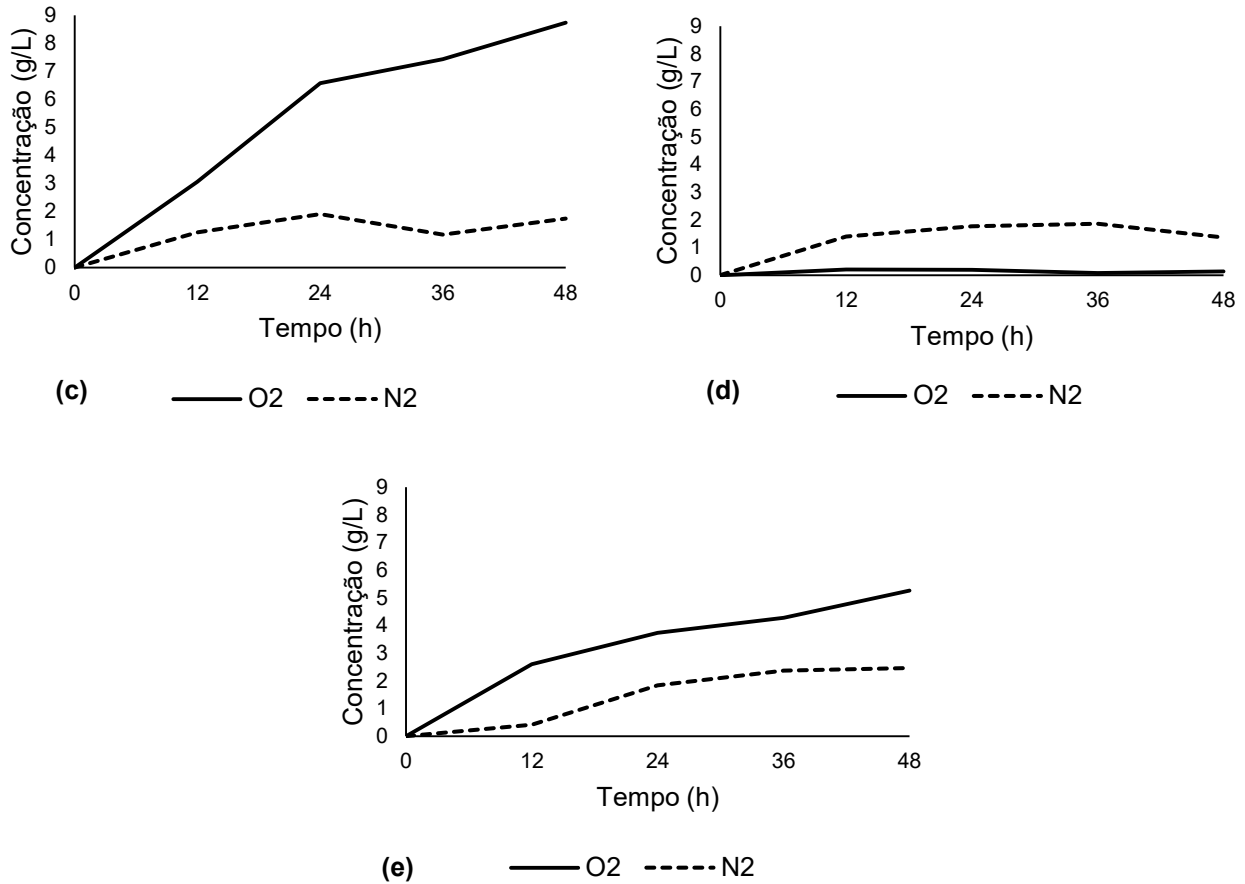 Concentração (g/L)
9
8
7
6
5
4
3
2
1
0
0 12 24 36 48
Tempo (h)
(c) O2 N2
Concentração (g/L)
9
8
7
6
5
4
3
2
1
0
0 12 24 36 48
Tempo (h)
(d) O2 N2
Concentração (g/L)
9
8
7
6
5
4
3
2
1
0
0 12 24 36 48
Tempo (h)
(e) O2 N2